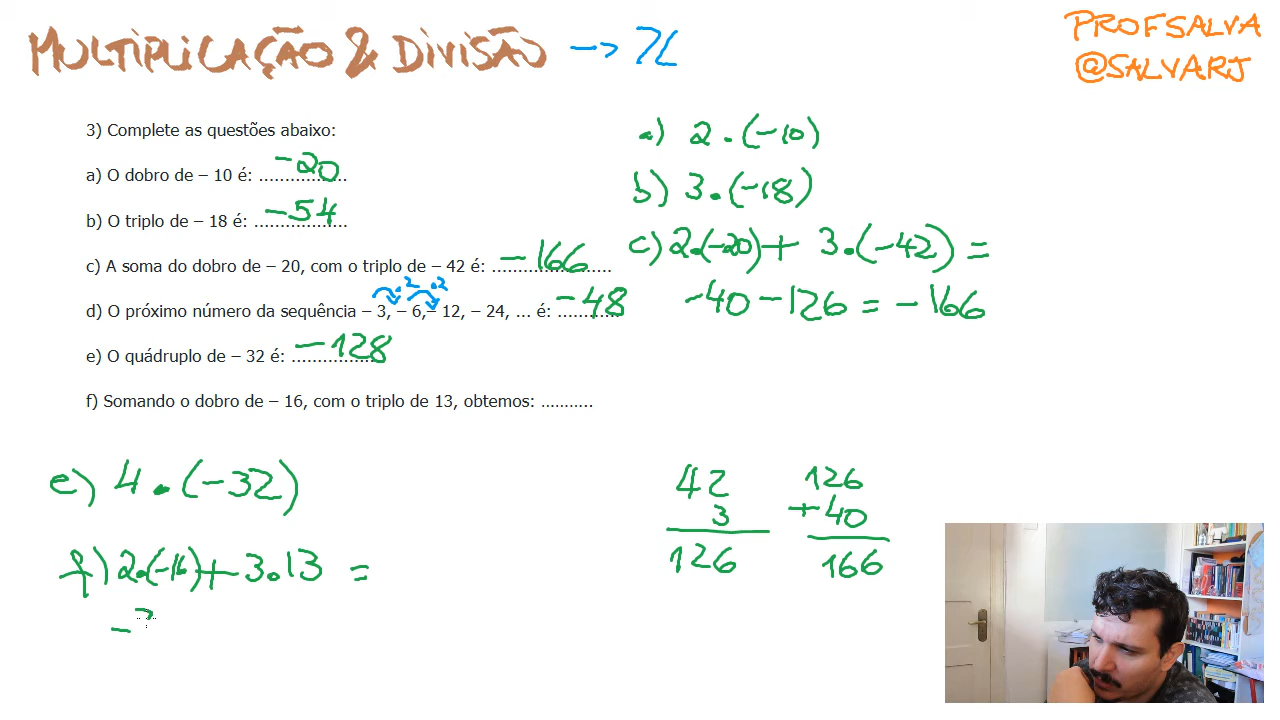 MULTIPLICAÇÃO & DIVISÃO → Z
PROFSALVA
@SALVARJ
3) Complete as questões abaixo:
a) O dobro de – 10 é: -20
b) O triplo de – 18 é: -54
c) A soma do dobro de – 20, com o triplo de – 42 é: -166
.2 .2
d) O próximo número da sequência – 3, – 6,– 12, – 24, ... é: -48
e) O quádruplo de – 32 é: -128
f) Somando o dobro de – 16, com o triplo de 13, obtemos: ...........
a) 2 . (-10)
b) 3.(-18)
c) 2.(-20)+ 3.(-42) =
-40 -126 = -166
e) 4 . (-32)
f) 2.(-16)+ 3.13 =
42
3
126
126
+40
166